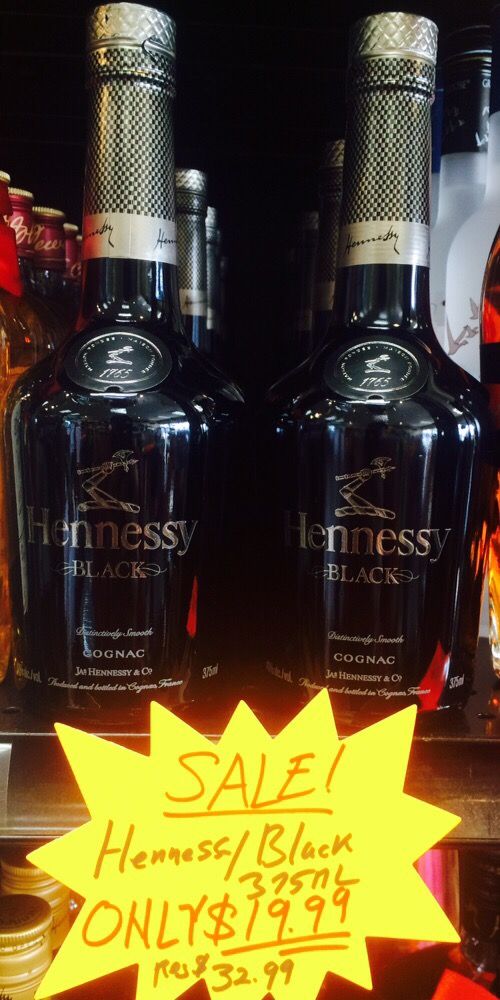 Hennessy
1765
Hennessy
BLACK
Distinctively Smooth
COGNAC
JAS HENNESSY & CO
375ml
Produced and bottled in Cognac, France
Hennessy
1765
Hennessy
BLACK
Distinctively Smooth
COGNAC
JAS HENNESSY & CO
375ml
Produced and bottled in Cognac, France
SALE!
Hennessy Black
375ML
ONLY $19.99
Reg $32.99